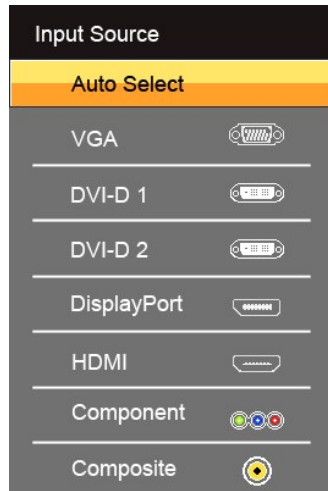 Input Source
Auto Select
VGA
DVI-D 1
DVI-D 2
DisplayPort
HDMI
Component
Composite